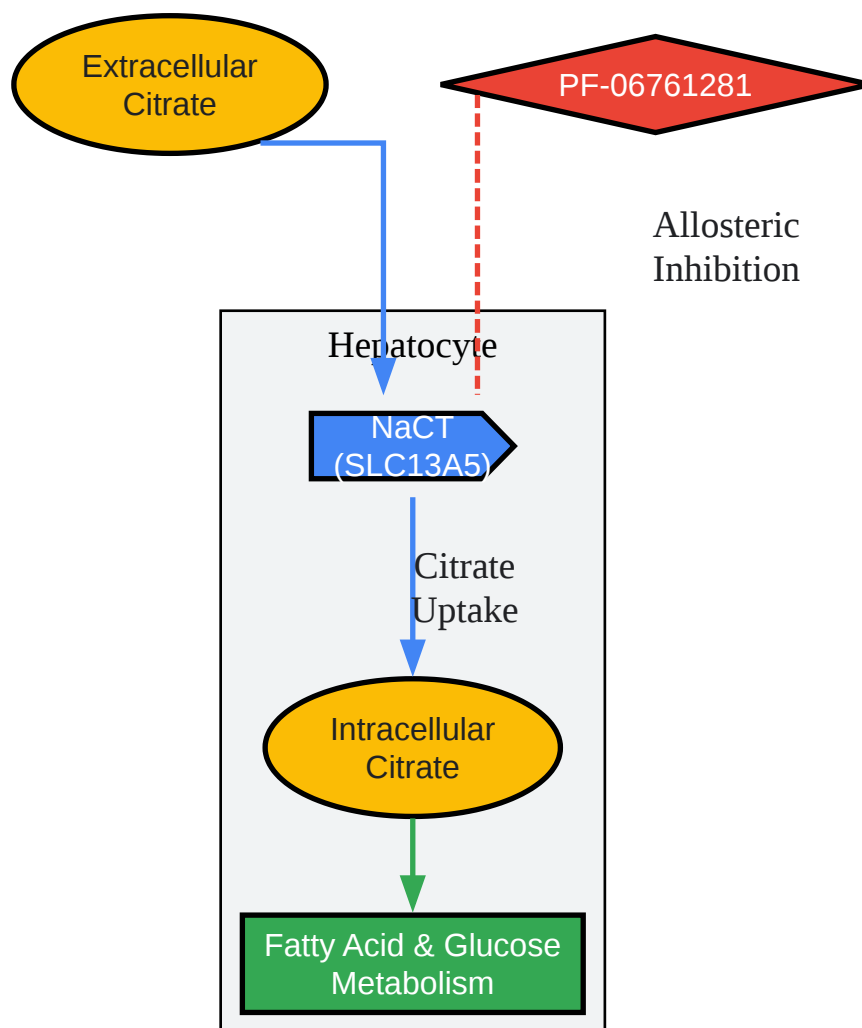 Extracellular
Citrate
PF-06761281
Allosteric
Inhibition
Hepatocyte
NaCT
(SLC13A5)
Citrate
Uptake
Intracellular
Citrate
Fatty Acid & Glucose
Metabolism